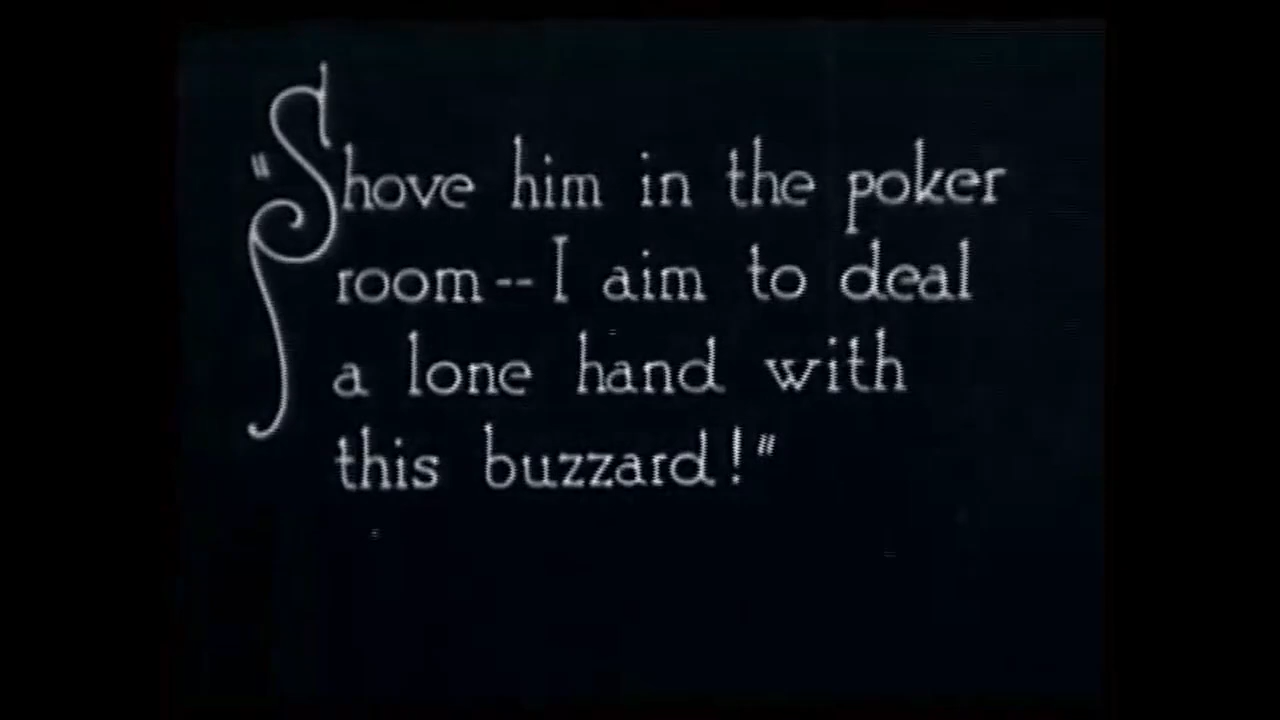 "Shove him in the poker
room--I aim to deal
a lone hand with
this buzzard!"